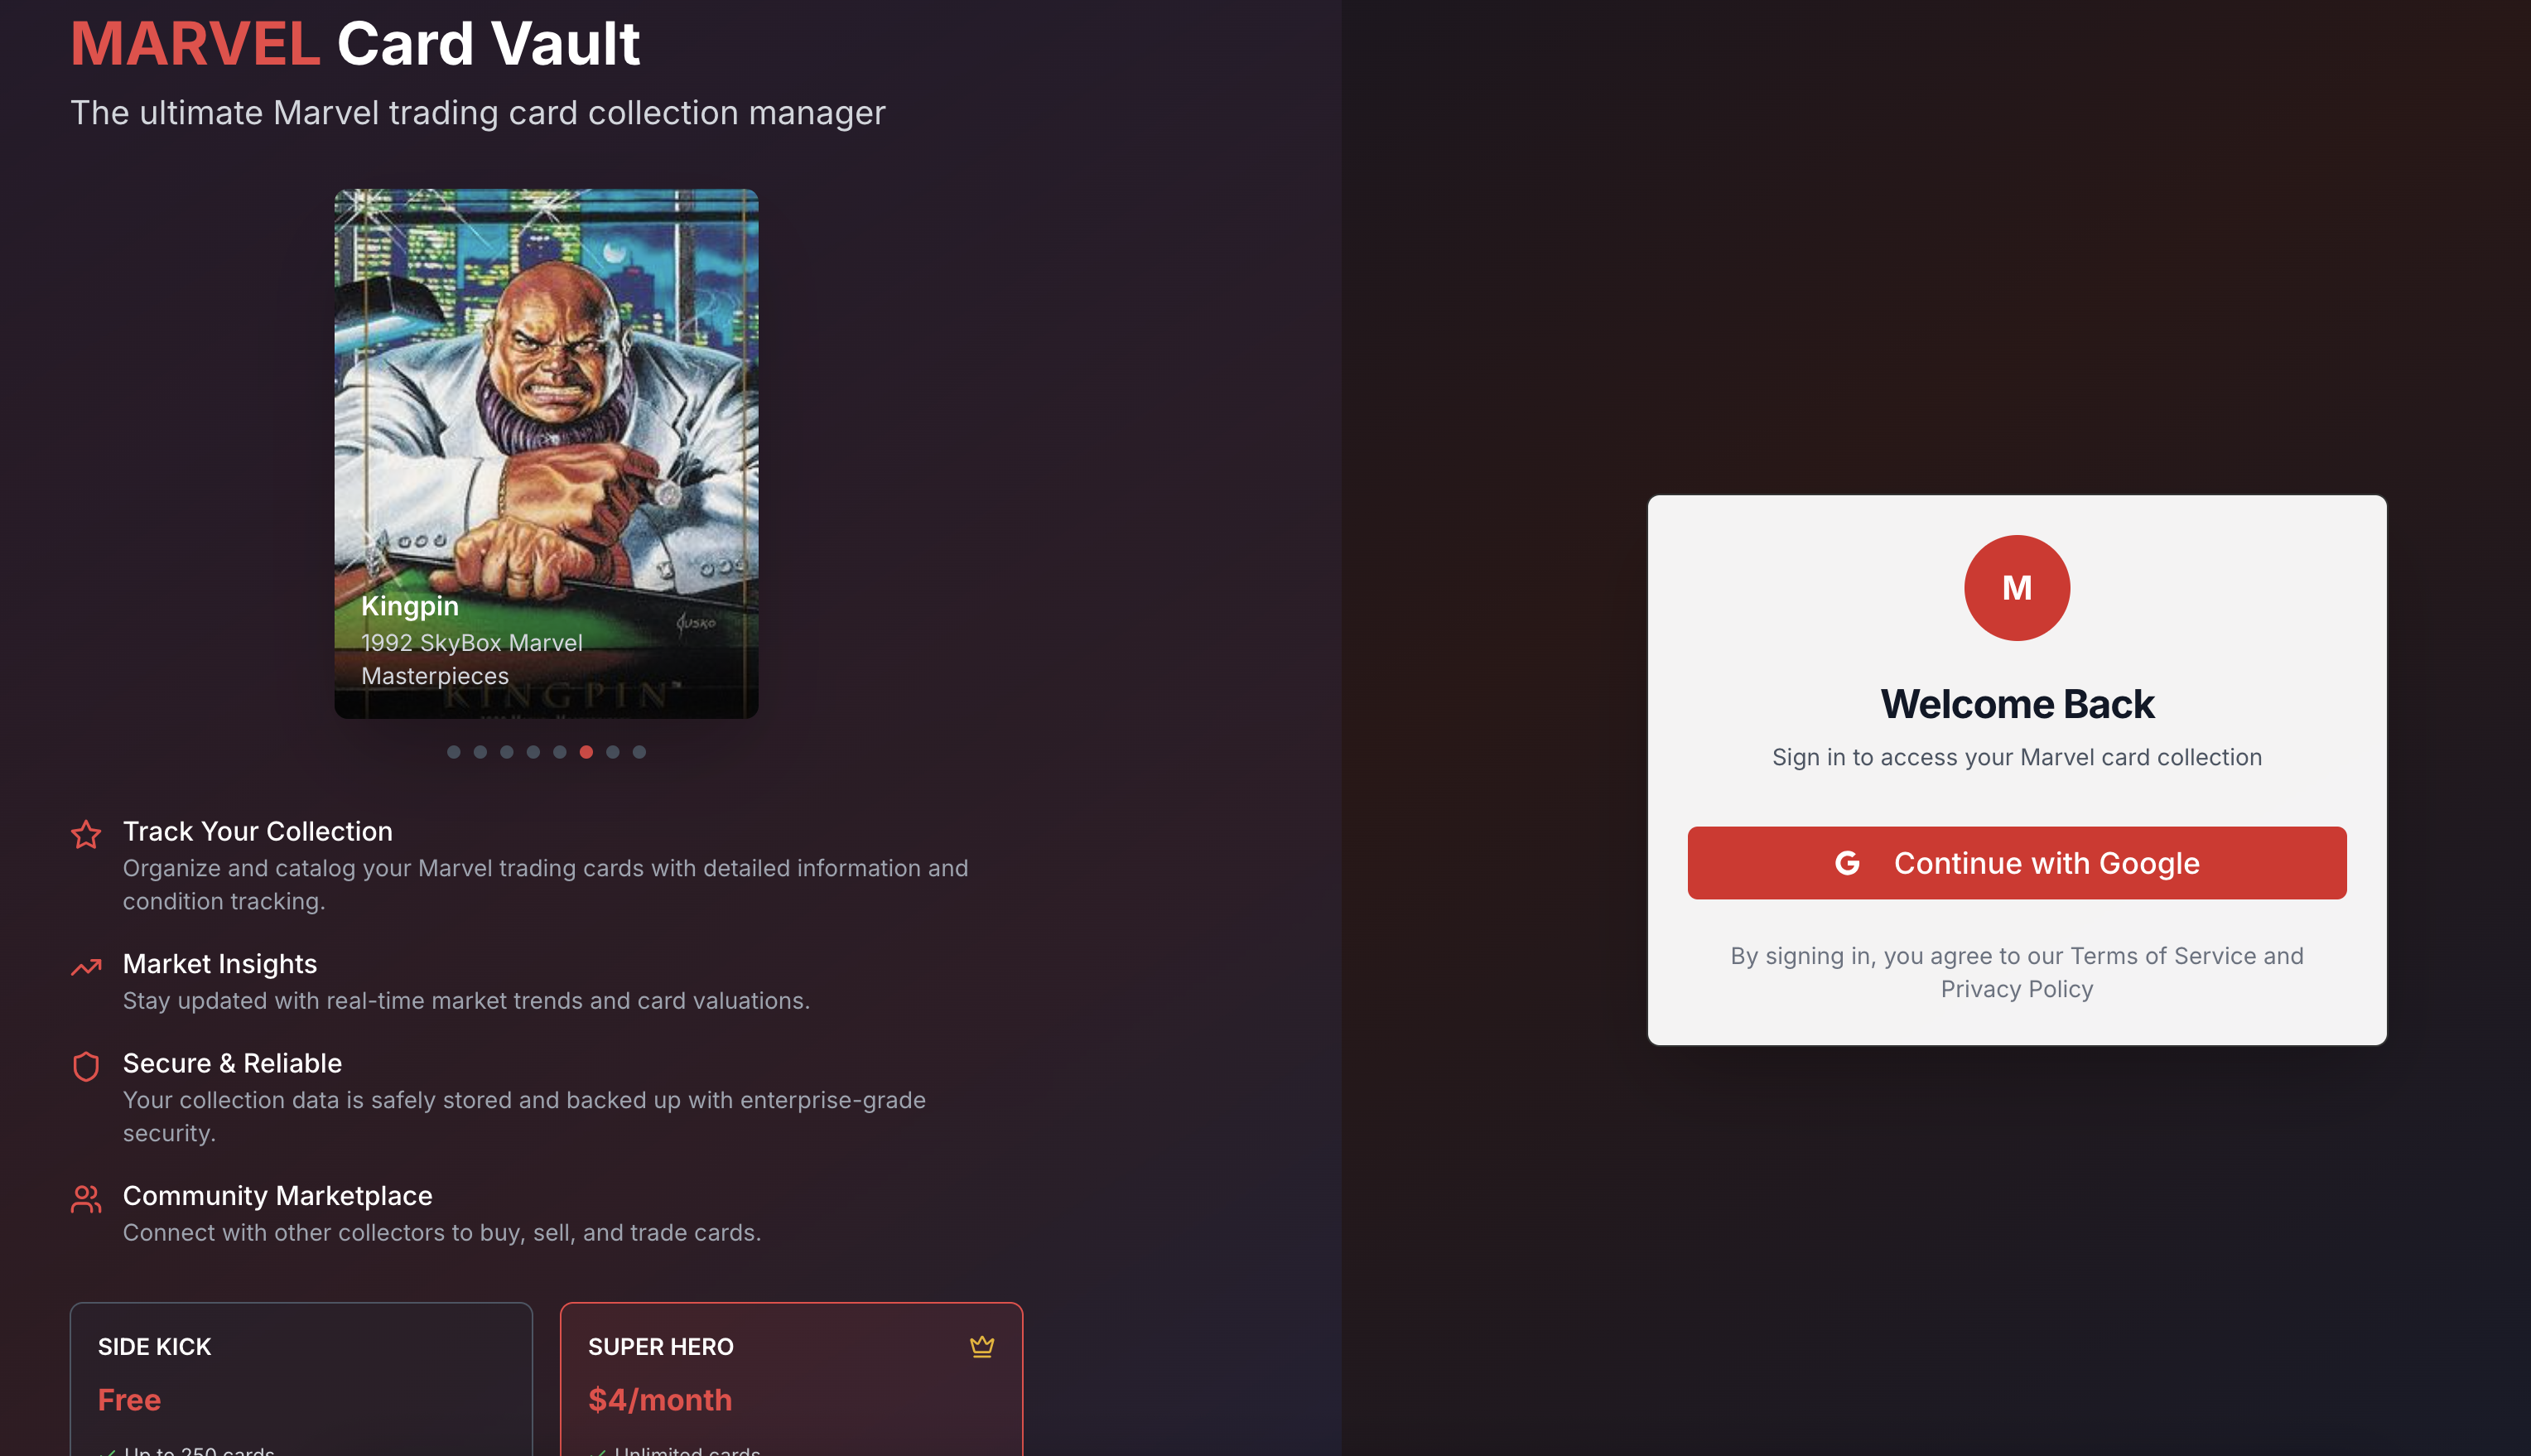 MARVEL Card Vault
The ultimate Marvel trading card collection manager
Kingpin
1992 SkyBox Marvel
Masterpieces
JUSKO
KINGPIN™
Track Your Collection
Organize and catalog your Marvel trading cards with detailed information and
condition tracking.
Market Insights
Stay updated with real-time market trends and card valuations.
Secure & Reliable
Your collection data is safely stored and backed up with enterprise-grade
security.
Community Marketplace
Connect with other collectors to buy, sell, and trade cards.
SIDE KICK
Free
Up to 250 cards
SUPER HERO
$4/month
Unlimited cards
M
Welcome Back
Sign in to access your Marvel card collection
G Continue with Google
By signing in, you agree to our Terms of Service and
Privacy Policy